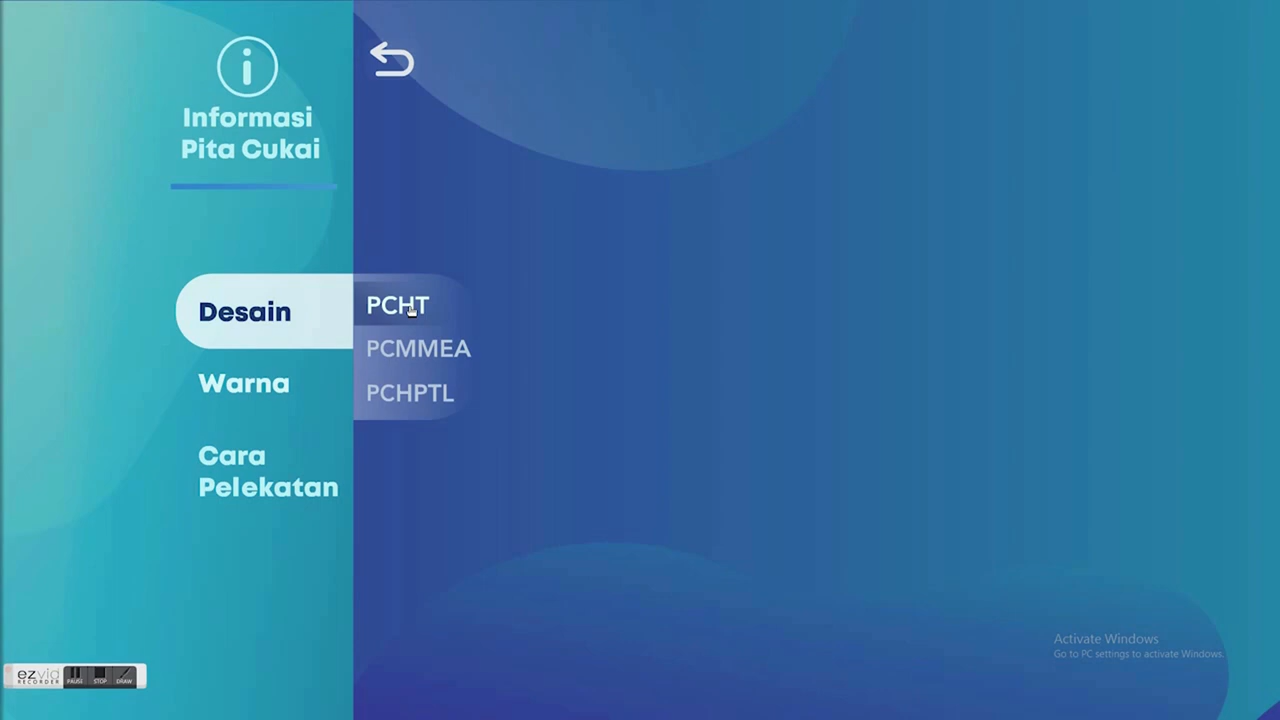 Informasi
Pita Cukai
Desain
PCHT
PCMMEA
PCHPTL
Warna
Cara
Pelekatan
Activate Windows
Go to PC settings to activate Windows.
ezvid
RECORDER
PAUSE
STOP
DRAW